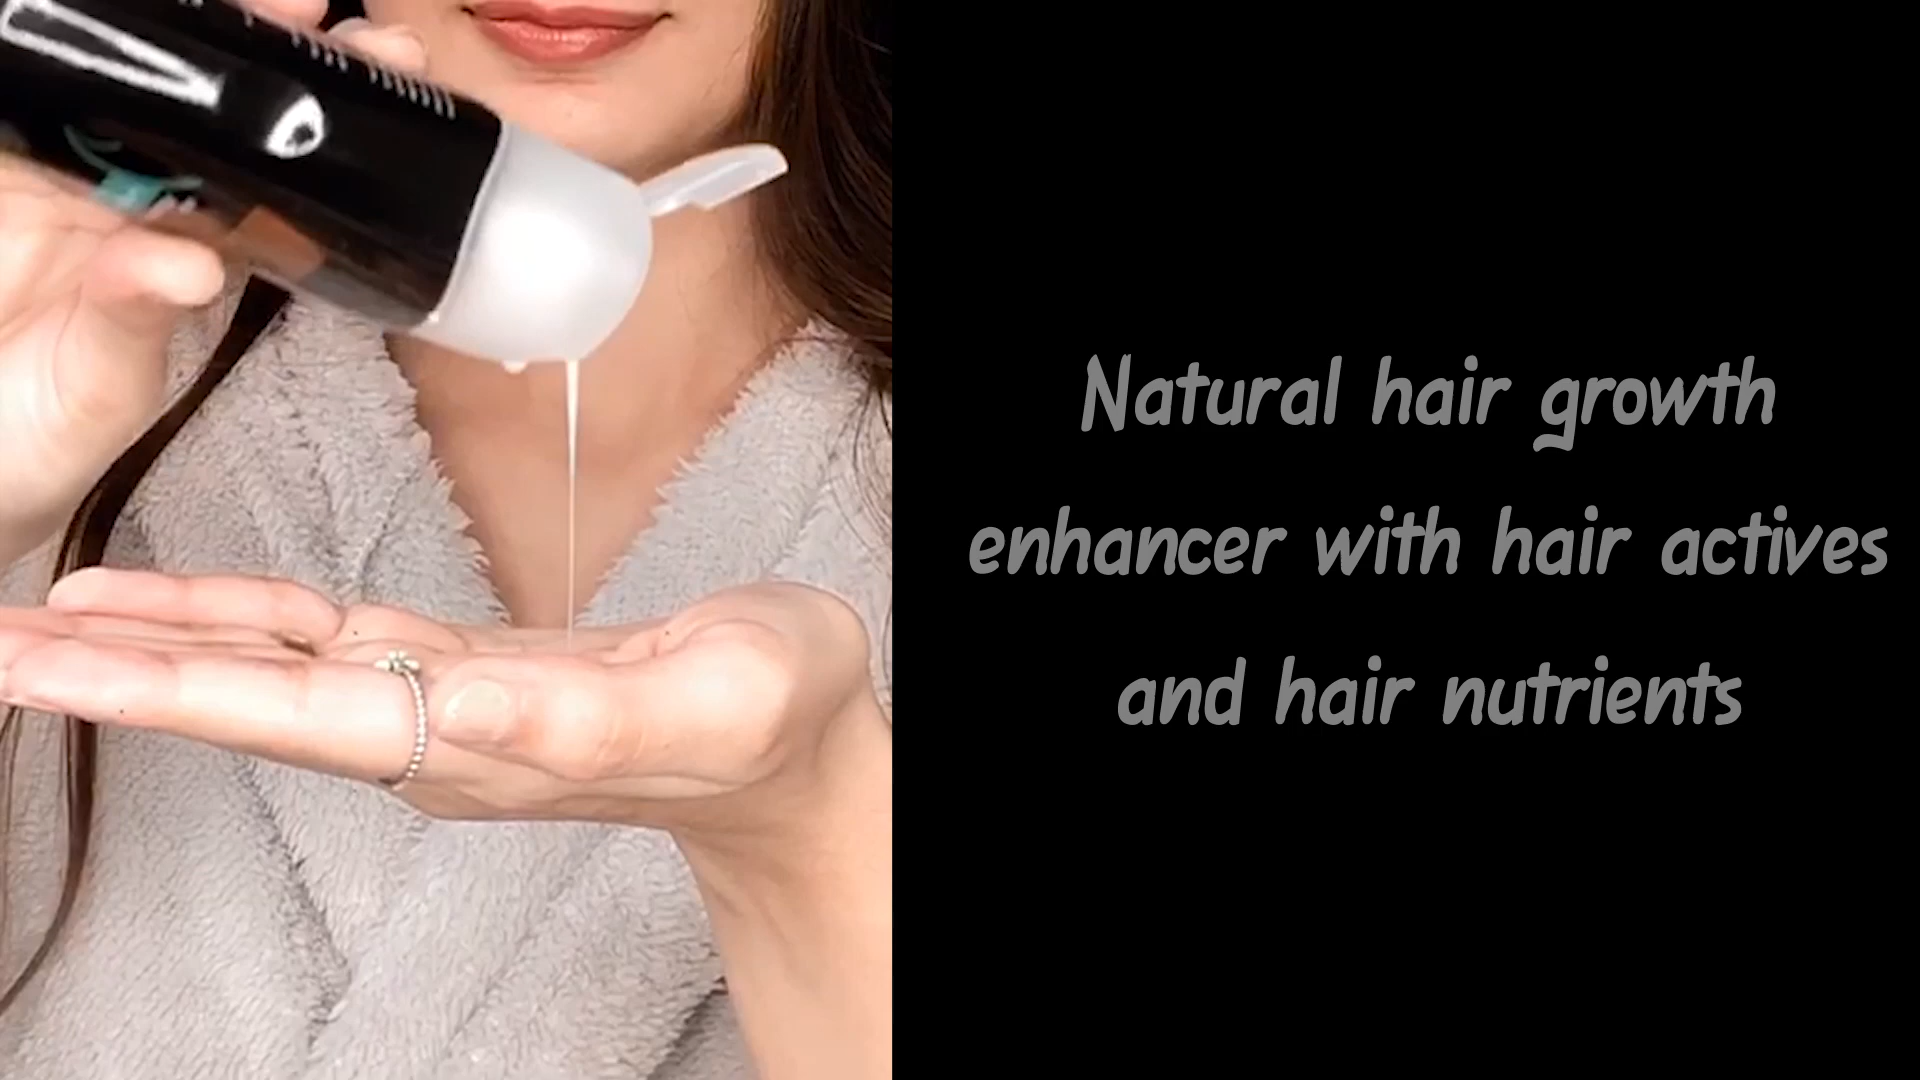 Natural hair growth
enhancer with hair actives
and hair nutrients